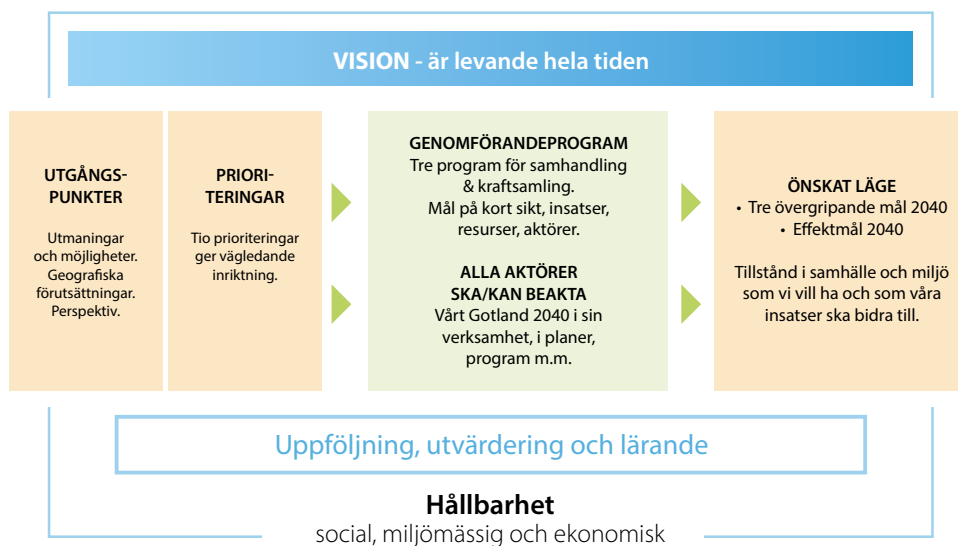 VISION - är levande hela tiden
UTGÅNGS-
PUNKTER
Utmaningar
och möjligheter.
Geografiska
förutsättningar.
Perspektiv.
PRIORI-
TERINGAR
Tio prioriteringar
ger vägledande
inriktning.
GENOMFÖRANDEPROGRAM
Tre program för samhandling
& kraftsamling.
Mål på kort sikt, insatser,
resurser, aktörer.
ALLA AKTÖRER
SKA/KAN BEAKTA
Vårt Gotland 2040 i sin
verksamhet, i planer,
program m.m.
ÖNSKAT LÄGE
• Tre övergripande mål 2040
• Effektmål 2040
Tillstånd i samhälle och miljö
som vi vill ha och som våra
insatser ska bidra till.
Uppföljning, utvärdering och lärande
Hållbarhet
social, miljömässig och ekonomisk